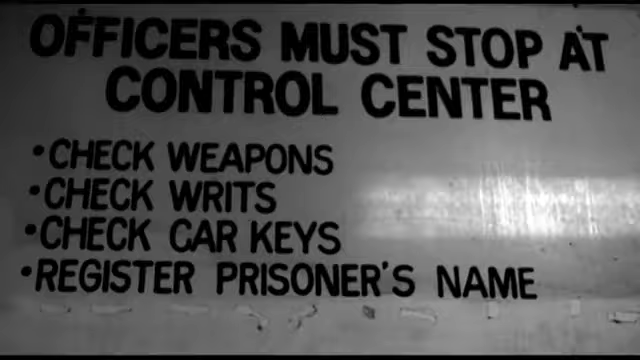 OFFICERS MUST STOP AT
CONTROL CENTER
•CHECK WEAPONS
•CHECK WRITS
•CHECK CAR KEYS
•REGISTER PRISONER'S NAME